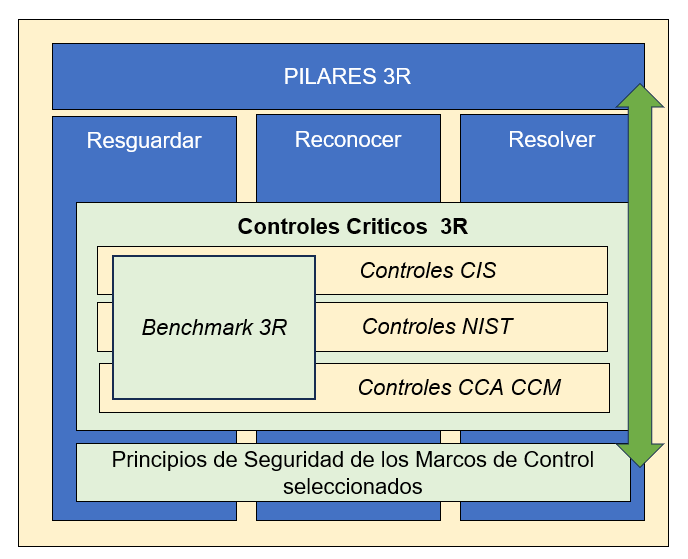 PILARES 3R
Resguardar
Reconocer
Resolver
Controles Criticos 3R
Controles CIS
Benchmark 3R
Controles NIST
Controles CCA CCM
Principios de Seguridad de los Marcos de Control
seleccionados